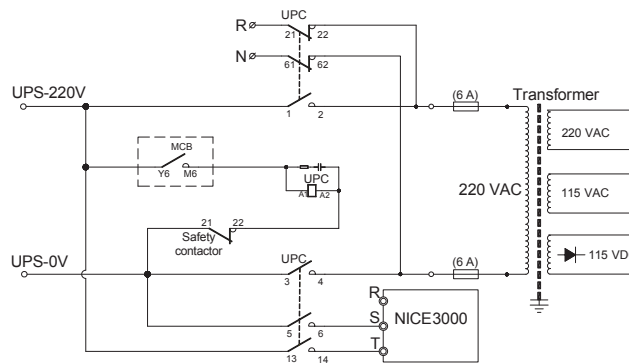 UPC
R 21 22
N 61 62
UPS-220V
1 2
(6 A)
Transformer
MCB
Y6 M6
UPC
A1 A2
220 VAC
220 VAC
115 VAC
115 VD
21 22
Safety
contactor
UPS-0V
UPC
3 4
(6 A)
5 6
13 14
R
S
T
NICE3000